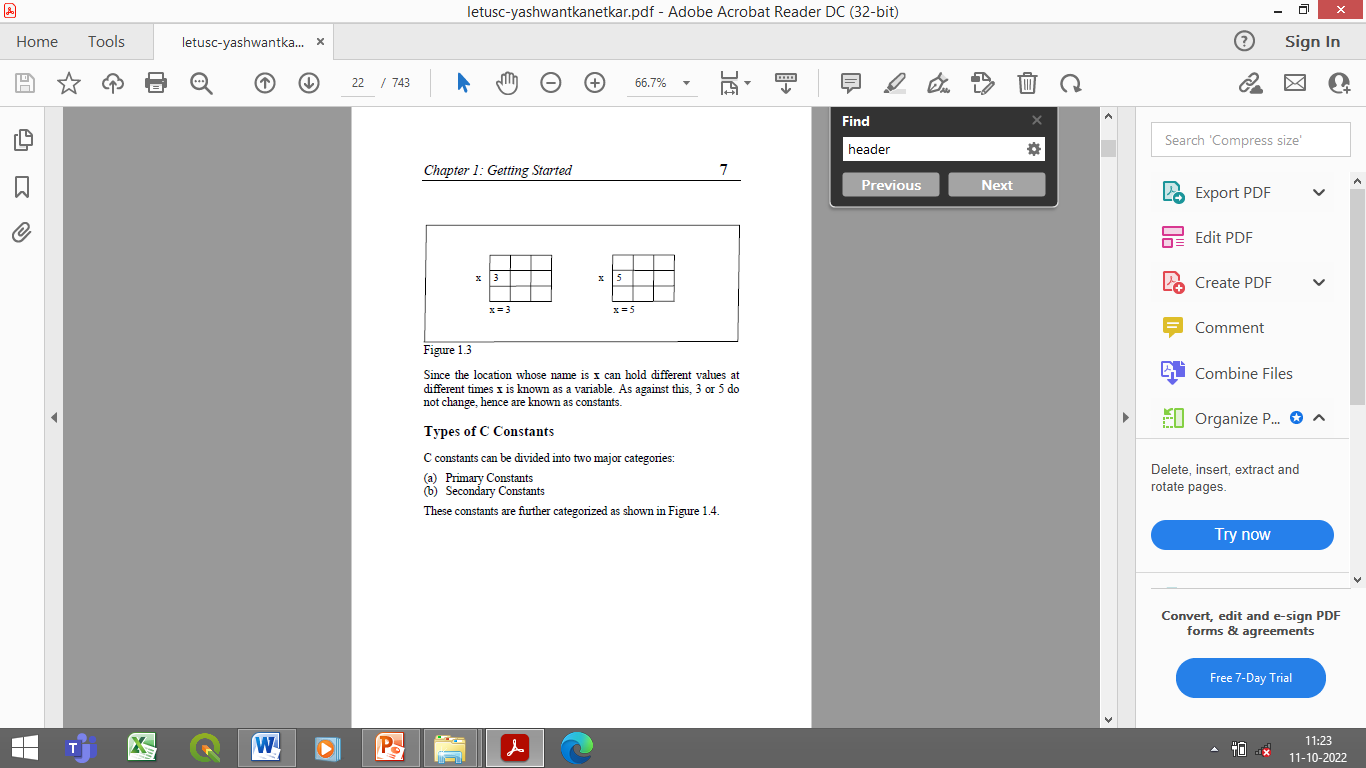 letusc-yashwantkanetkar.pdf - Adobe Acrobat Reader DC (32-bit)
Home Tools letusc-yashwantka... × Sign In
22 / 743 66.7%
Find
header
Previous Next
Chapter 1: Getting Started 7
x 3 x 5
x = 3 x = 5
Figure 1.3
Since the location whose name is x can hold different values at
different times x is known as a variable. As against this, 3 or 5 do
not change, hence are known as constants.
Types of C Constants
C constants can be divided into two major categories:
(a) Primary Constants
(b) Secondary Constants
These constants are further categorized as shown in Figure 1.4.
Search 'Compress size'
Export PDF
Edit PDF
Create PDF
Comment
Combine Files
Organize P...
Delete, insert, extract and
rotate pages.
Try now
Convert, edit and e-sign PDF
forms & agreements
Free 7-Day Trial
11:23
11-10-2022